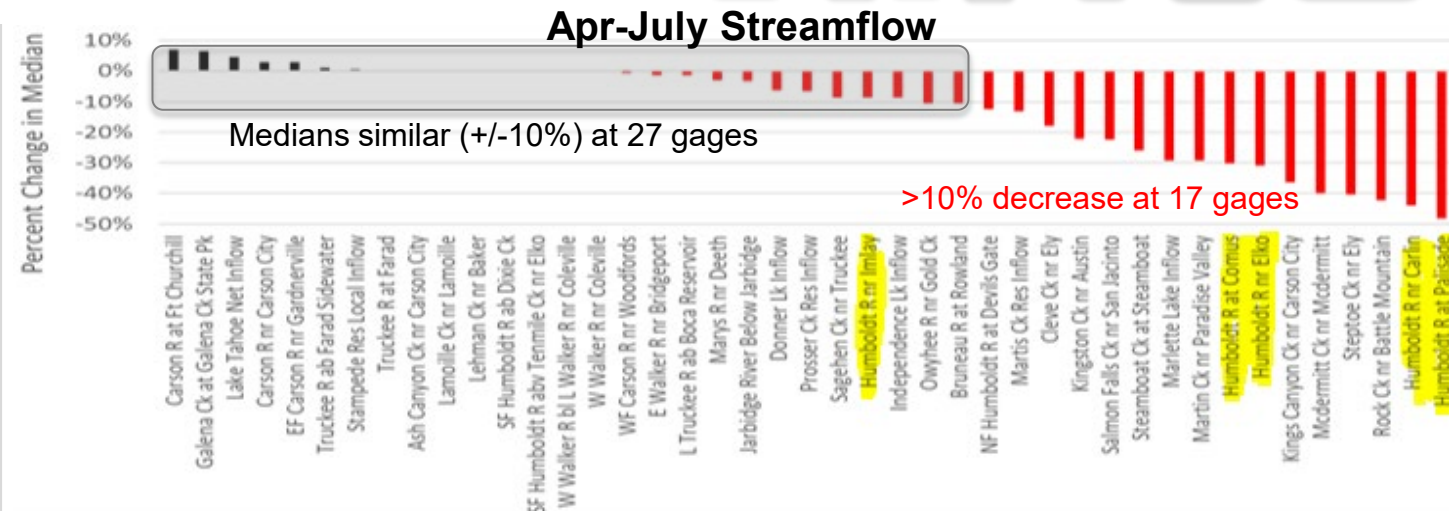 Apr-July Streamflow
Percent Change in Median
10%
0%
-10%
-20%
-30%
-40%
-50%
Medians similar (+/-10%) at 27 gages
>10% decrease at 17 gages
Carson R at Ft Churchill
Galena Ck at Galena Ck State Pk
Lake Tahoe Net Inflow
Carson R nr Carson City
EF Carson R nr Gardnerville
Truckee R ab Farad Sidewater
Stampede Res Local Inflow
Truckee R at Farad
Ash Canyon Ck nr Carson City
Lamoille Ck nr Lamoille
Lehman Ck nr Baker
SF Humboldt R ab Dixie Ck
SF Humboldt R abv Tenmile Ck nr Elko
W Walker R bl L Walker R nr Coleville
W Walker R nr Coleville
WF Carson R nr Woodfords
E Walker R nr Bridgeport
L Truckee R ab Boca Reservoir
Marys R nr Deeth
Jarbidge River Below Jarbidge
Donner Lk Inflow
Prosser Ck Res Inflow
Sagehen Ck nr Truckee
Humboldt R nr Imlay
Independence Lk Inflow
Owyhee R nr Gold Ck
Bruneau R at Rowland
NF Humboldt R at Devils Gate
Martis Ck Res Inflow
Cleve Ck nr Ely
Kingston Ck nr Austin
Salmon Falls Ck nr San Jacinto
Steamboat Ck at Steamboat
Marlette Lake Inflow
Martin Ck nr Paradise Valley
Humboldt R at Comus
Humboldt R nr Elko
Kings Canyon Ck nr Carson City
Mcdermitt Ck nr Mcdermitt
Steptoe Ck nr Ely
Rock Ck nr Battle Mountain
Humboldt R nr Carlin
Humboldt R at Palisade